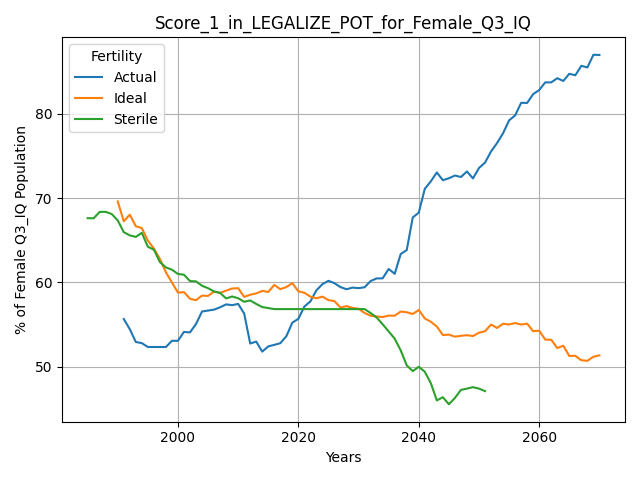 Score_1_in_LEGALIZE_POT_for_Female_Q3_IQ
Fertility
Actual
Ideal
Sterile
% of Female Q3_IQ Population
80
70
60
50
2000
2020
2040
2060
Years